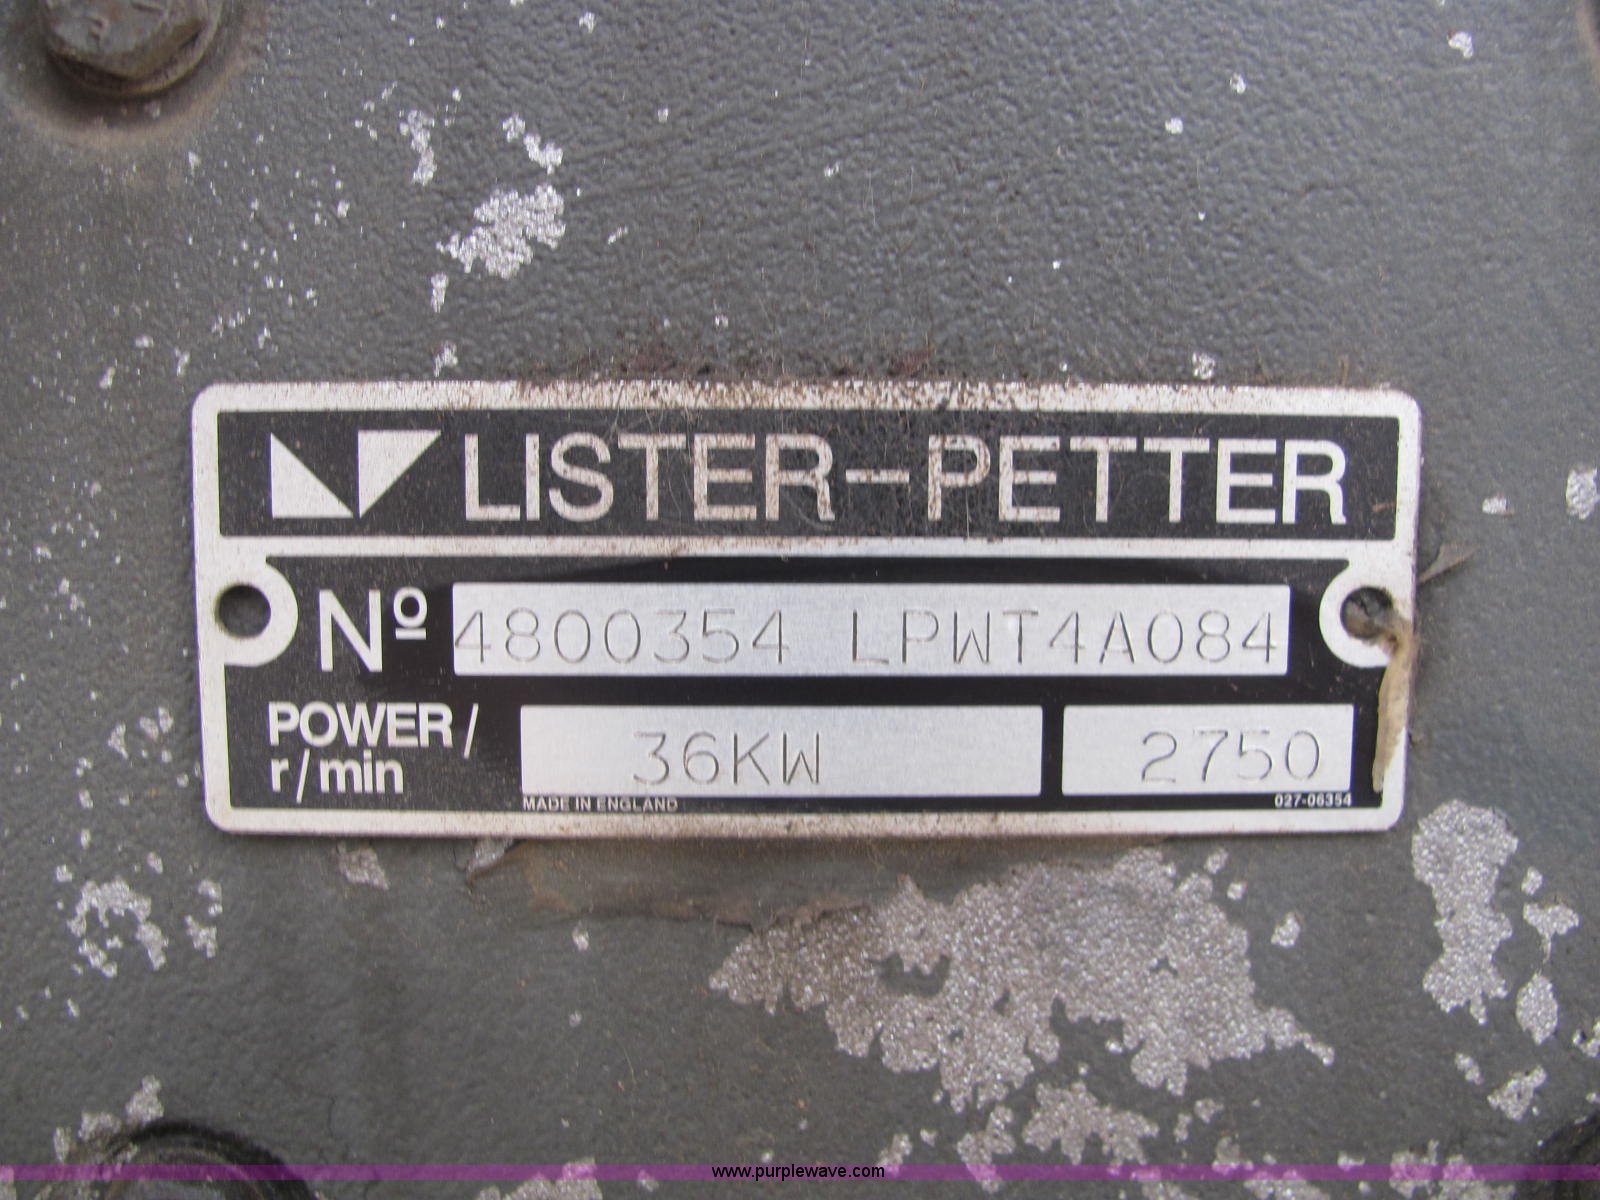 LISTER-PETTER
Nº 4800354 LPWT4A084
POWER/ 36KW 2750
r/min
MADE IN ENGLAND 027-06354
www.purplewave.com